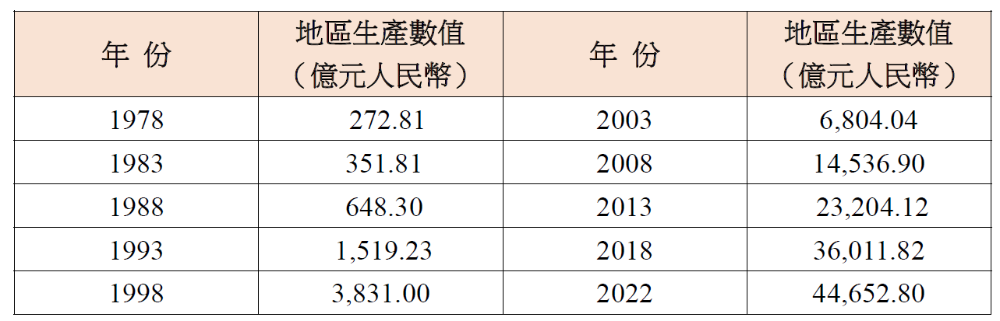 年 份 地區生產數值（億元人民幣） 年 份 地區生產數值（億元人民幣）
1978 272.81 2003 6,804.04
1983 351.81 2008 14,536.90
1988 648.30 2013 23,204.12
1993 1,519.23 2018 36,011.82
1998 3,831.00 2022 44,652.80